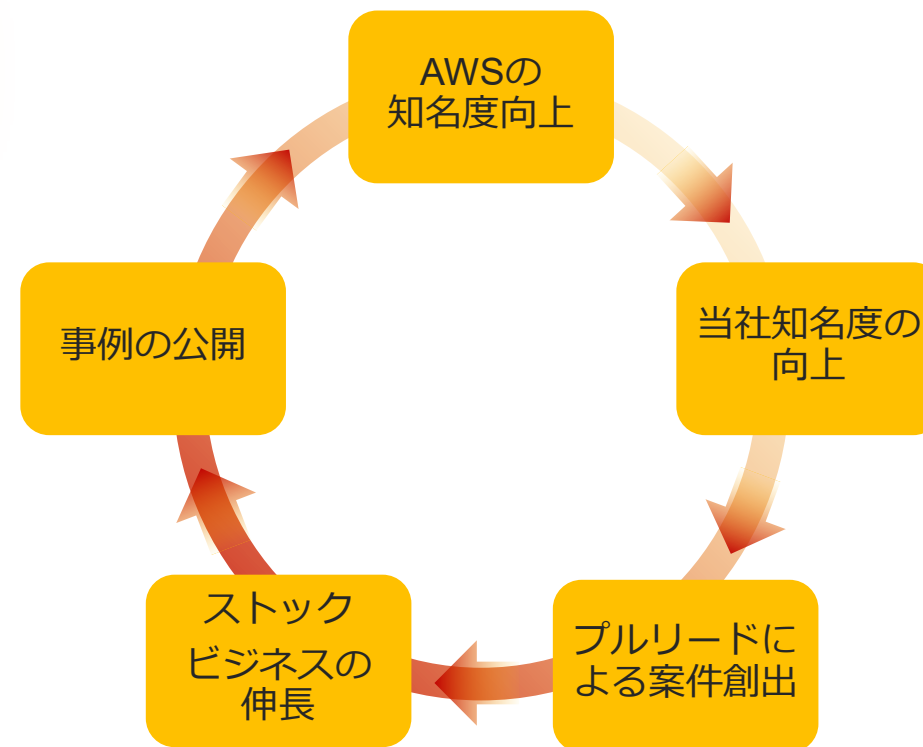 AWSの
知名度向上
当社知名度の
向上
プルリードに
よる案件創出
ストック
ビジネスの
伸長
事例の公開